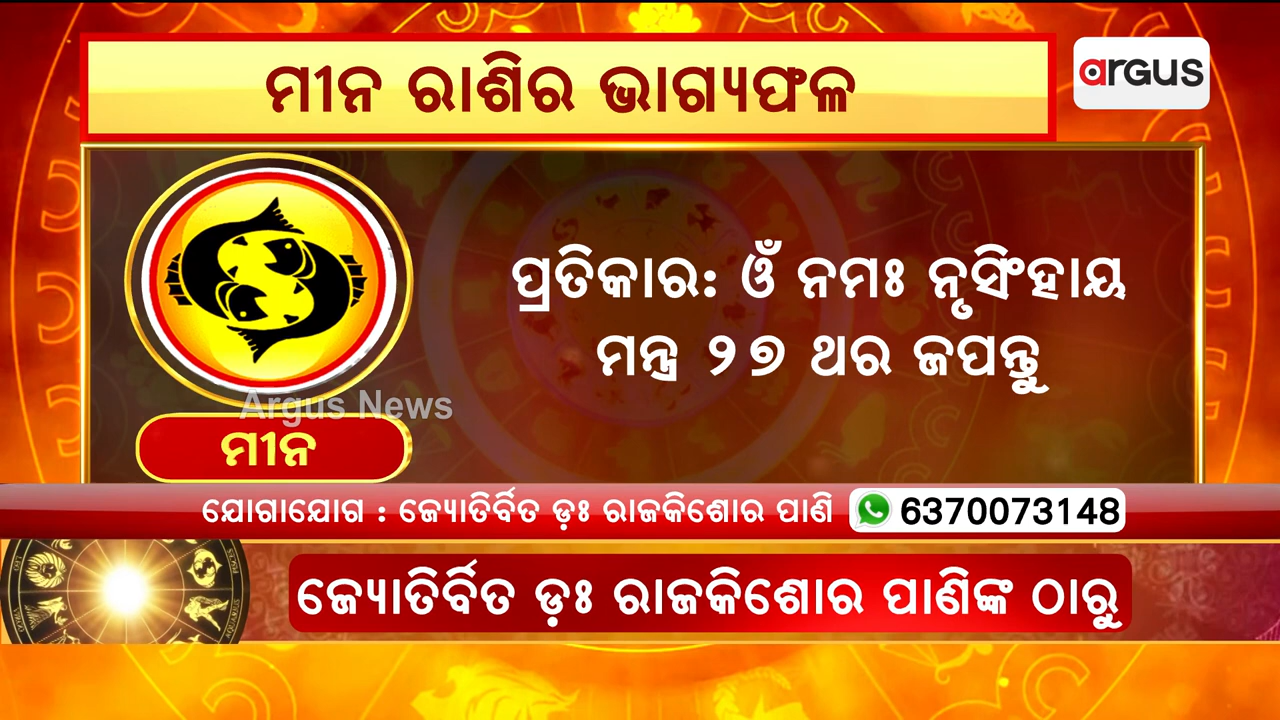 ମୀନ ରାଶିର ଭାଗ୍ୟଫଳ
argus
ପ୍ରତିକାର: ଓଁ ନମଃ ନୃସିଂହାୟ
ମନ୍ତ୍ର ୨୭ ଥର ଜପନ୍ତୁ
Argus News
ମୀନ
ଯୋଗାଯୋଗ : ଜ୍ୟୋତିର୍ବିତ ଡ଼ଃ ରାଜକିଶୋର ପାଣି 6370073148
ଜ୍ୟୋତିର୍ବିତ ଡ଼ଃ ରାଜକିଶୋର ପାଣିଙ୍କ ଠାରୁ